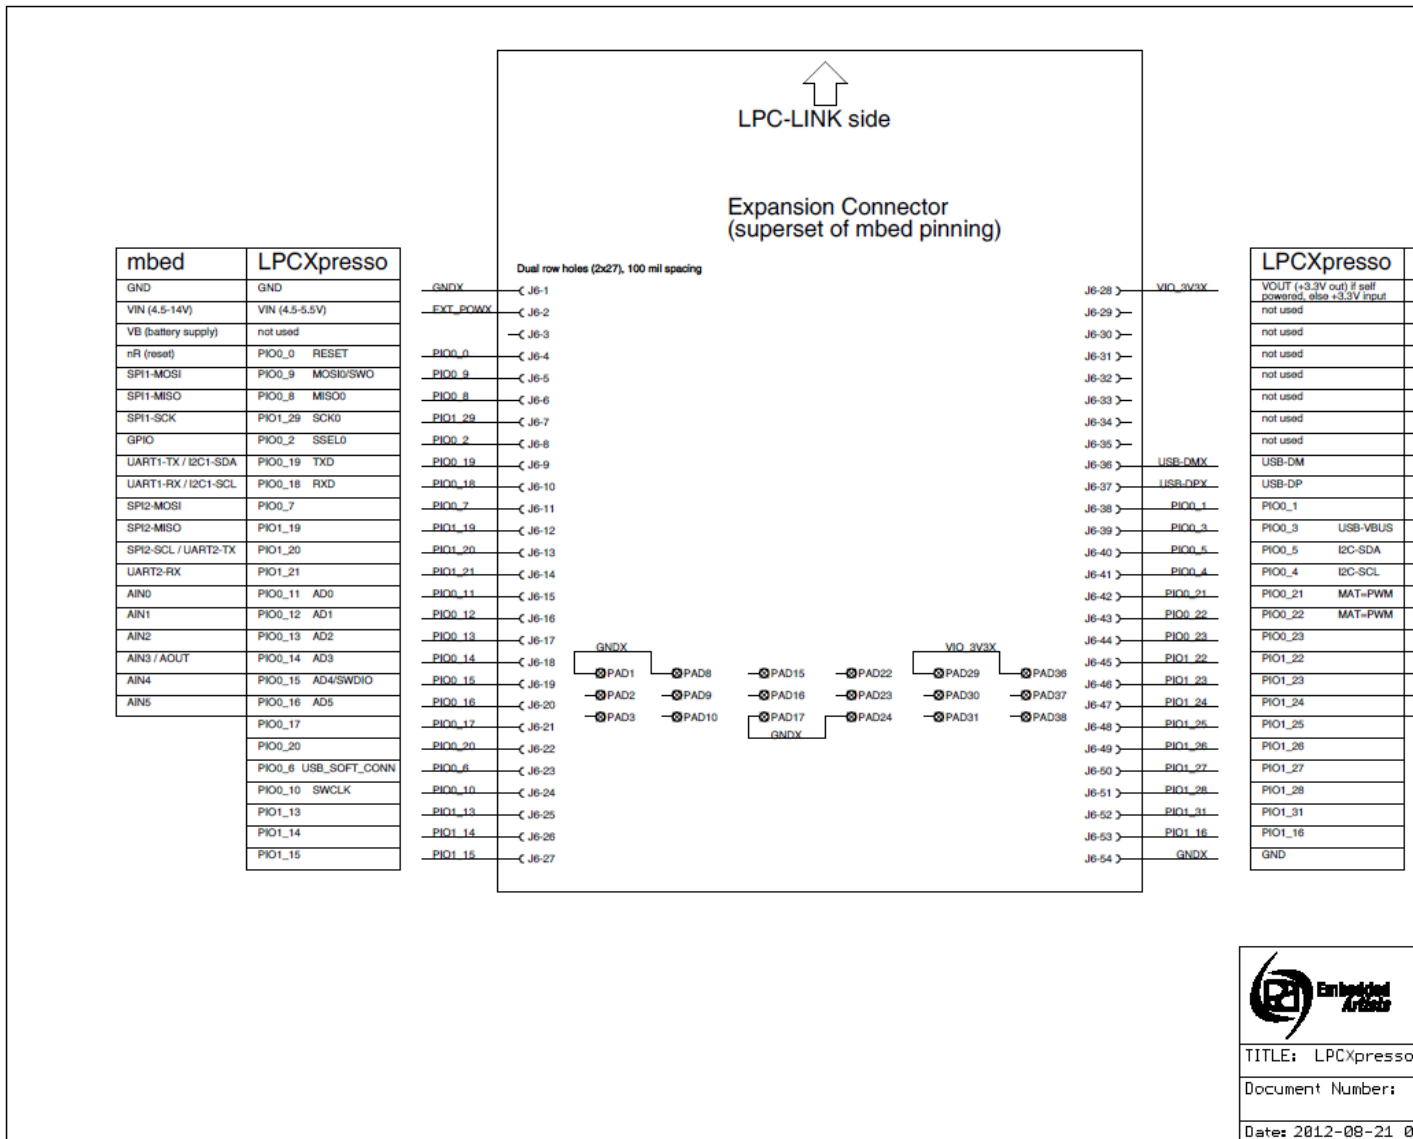 LPC-LINK side
Expansion Connector
(superset of mbed pinning)
Dual row holes (2x27), 100 mil spacing
mbed LPCXpresso
GND GND
VIN (4.5-14V) VIN (4.5-5.5V)
VB (battery supply) not used
nR (reset) PIO0_0 RESET
SPI1-MOSI PIO0_9 MOSI0/SWO
SPI1-MISO PIO0_8 MISO0
SPI1-SCK PIO1_29 SCK0
GPIO PIO0_2 SSEL0
UART1-TX / I2C1-SDA PIO0_19 TXD
UART1-RX / I2C1-SCL PIO0_18 RXD
SPI2-MOSI PIO0_7
SPI2-MISO PIO1_19
SPI2-SCL / UART2-TX PIO1_20
UART2-RX PIO1_21
AIN0 PIO0_11 AD0
AIN1 PIO0_12 AD1
AIN2 PIO0_13 AD2
AIN3 / AOUT PIO0_14 AD3
AIN4 PIO0_15 AD4/SWDIO
AIN5 PIO0_16 AD5
PIO0_17
PIO0_20
PIO0_6 USB_SOFT_CONN
PIO0_10 SWCLK
PIO1_13
PIO1_14
PIO1_15
GNDX J6-1
EXT_POWX J6-2
J6-3
PIO0_0 J6-4
PIO0_9 J6-5
PIO0_8 J6-6
PIO1_29 J6-7
PIO0_2 J6-8
PIO0_19 J6-9
PIO0_18 J6-10
PIO0_7 J6-11
PIO1_19 J6-12
PIO1_20 J6-13
PIO1_21 J6-14
PIO0_11 J6-15
PIO0_12 J6-16
PIO0_13 J6-17
PIO0_14 J6-18
PIO0_15 J6-19
PIO0_16 J6-20
PIO0_17 J6-21
PIO0_20 J6-22
PIO0_6 J6-23
PIO0_10 J6-24
PIO1_13 J6-25
PIO1_14 J6-26
PIO1_15 J6-27
GNDX VIO_3V3X
PAD1 PAD8 PAD15 PAD22 PAD29 PAD36
PAD2 PAD9 PAD16 PAD23 PAD30 PAD37
PAD3 PAD10 PAD17 PAD24 PAD31 PAD38
GNDX
J6-28 VIO_3V3X
J6-29
J6-30
J6-31
J6-32
J6-33
J6-34
J6-35
J6-36 USB-DMX
J6-37 USB-DPX
J6-38 PIO0_1
J6-39 PIO0_3
J6-40 PIO0_5
J6-41 PIO0_4
J6-42 PIO0_21
J6-43 PIO0_22
J6-44 PIO0_23
J6-45 PIO1_22
J6-46 PIO1_23
J6-47 PIO1_24
J6-48 PIO1_25
J6-49 PIO1_26
J6-50 PIO1_27
J6-51 PIO1_28
J6-52 PIO1_31
J6-53 PIO1_16
J6-54 GNDX
LPCXpresso
VOUT (+3.3V out) if self
powered, else +3.3V input
not used
not used
not used
not used
not used
not used
not used
USB-DM
USB-DP
PIO0_1
PIO0_3 USB-VBUS
PIO0_5 I2C-SDA
PIO0_4 I2C-SCL
PIO0_21 MAT=PWM
PIO0_22 MAT=PWM
PIO0_23
PIO1_22
PIO1_23
PIO1_24
PIO1_25
PIO1_26
PIO1_27
PIO1_28
PIO1_31
PIO1_16
GND
Embedded
Artists
TITLE: LPCXpresso
Document Number:
Date: 2012-08-21 0